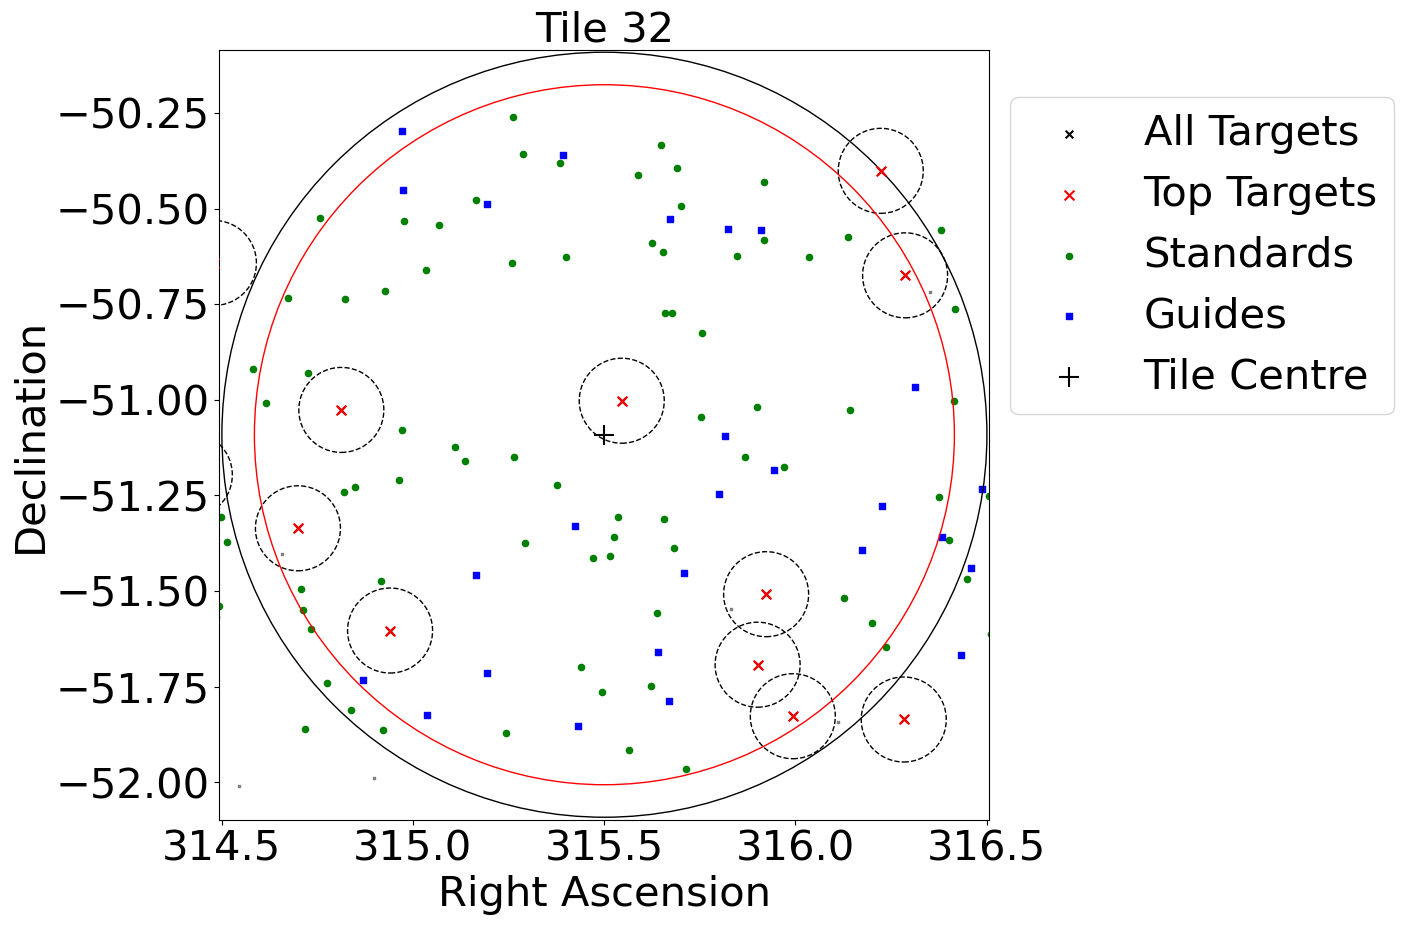 Tile 32
−50.25
−50.50
−50.75
−51.00
−51.25
−51.50
−51.75
−52.00
Declination
314.5 315.0 315.5 316.0 316.5
Right Ascension
All Targets
Top Targets
Standards
Guides
Tile Centre